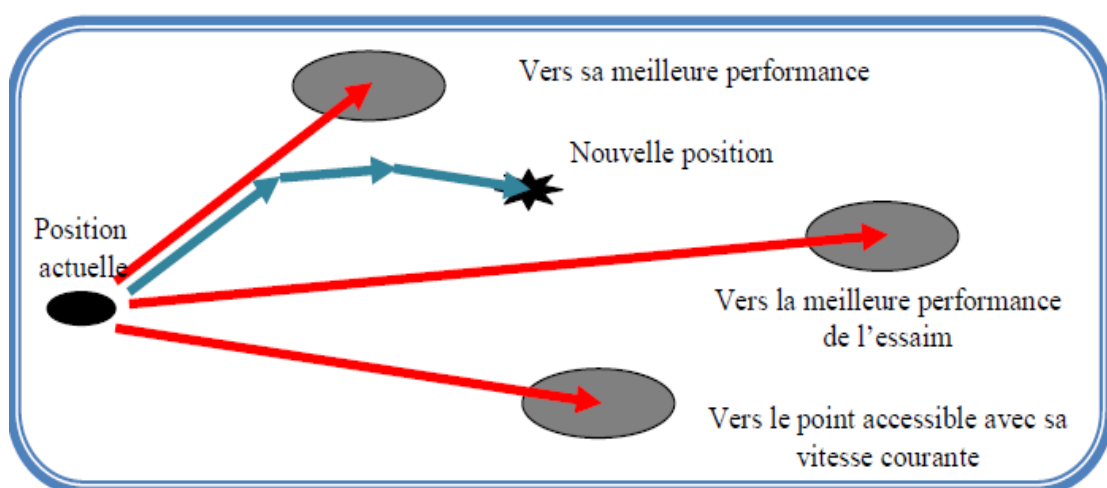 Vers sa meilleure performance
Nouvelle position
Position
actuelle
Vers la meilleure performance
de l’essaim
Vers le point accessible avec sa
vitesse courante